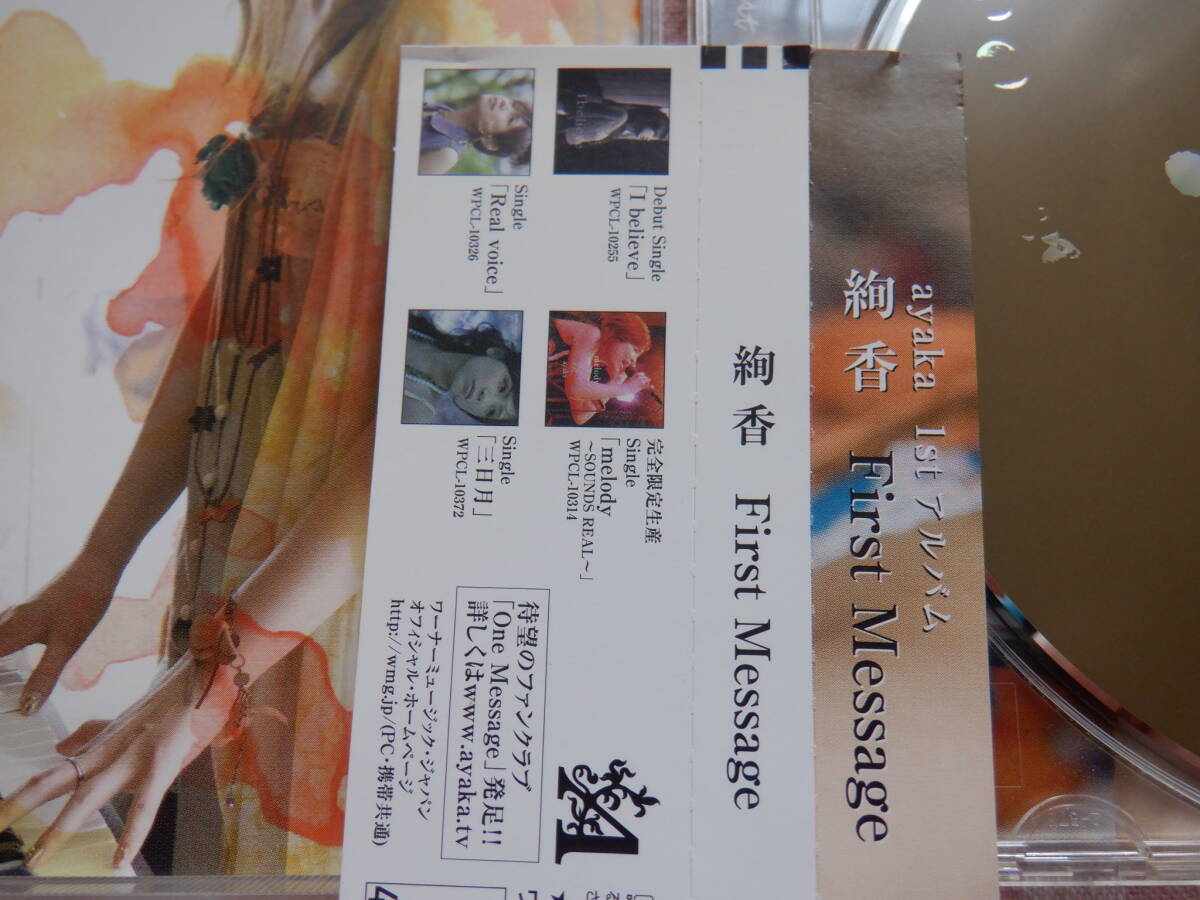 ayaka 1st アルバム
絢香 First Message
絢香 First Message
Debut Single
「I believe」
WPCL-10255
完全限定生産
Single
「melody
～SOUNDS REAL～」
WPCL-10314
Single
「Real voice」
WPCL-10326
Single
「三日月」
WPCL-10372
待望のファンクラブ
「One Message」発足!!
詳しくはwww.ayaka.tv
ワーナーミュージック・ジャパン
オフィシャル・ホームページ
http://wmg.jp/(PC・携帯共通)